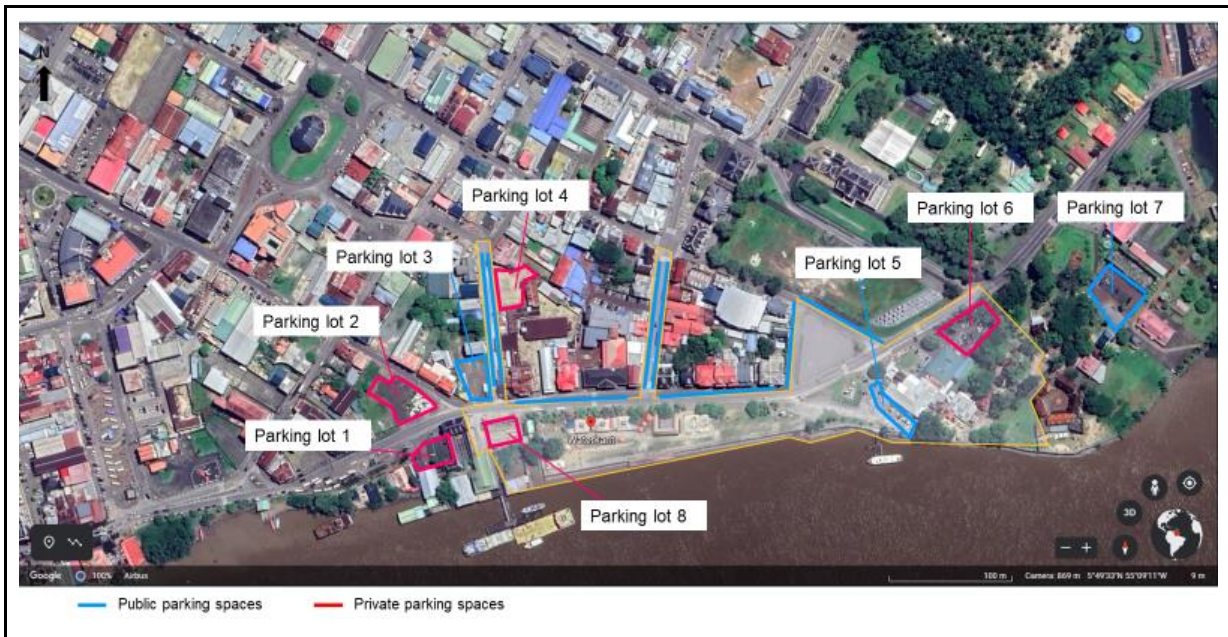 N
Parking lot 4
Parking lot 6
Parking lot 7
Parking lot 3
Parking lot 5
Parking lot 2
Parking lot 1
Waterkant
Parking lot 8
3D
Google 100% Airbus 100 m Camera: 869 m 5°49'33"N 55°09'11"W 9 m
Public parking spaces Private parking spaces